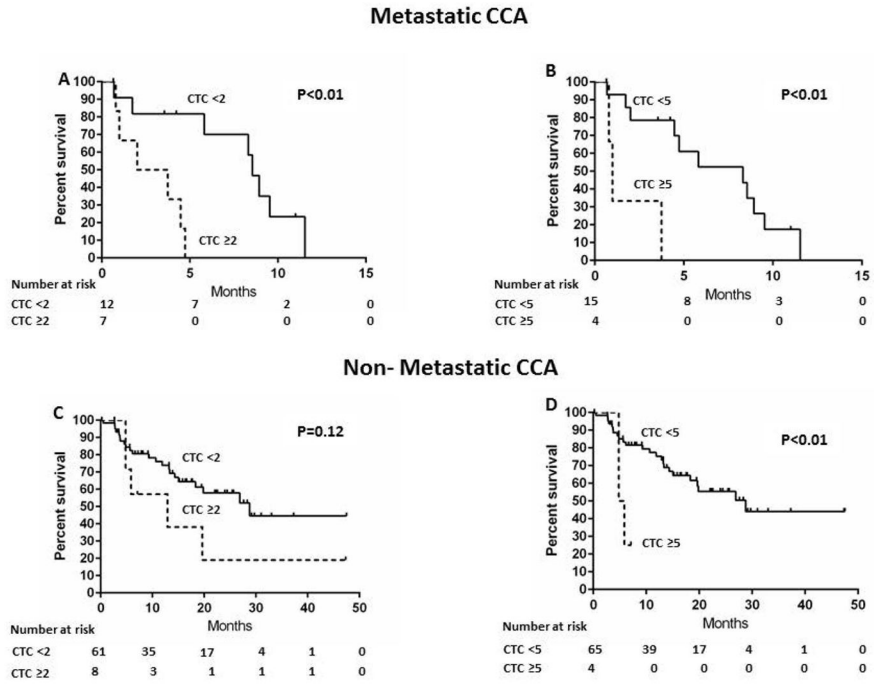 Metastatic CCA
A
100
90
80
70
60
50
40
30
20
10
0
Percent survival
CTC <2
P<0.01
CTC ≥2
0 5 10 15
Months
Number at risk
CTC <2 12 7 2 0
CTC ≥2 7 0 0 0
B
100
90
80
70
60
50
40
30
20
10
0
Percent survival
CTC <5
P<0.01
CTC ≥5
0 5 10 15
Months
Number at risk
CTC <5 15 8 3 0
CTC ≥5 4 0 0 0
Non- Metastatic CCA
C
100
90
80
70
60
50
40
30
20
10
0
Percent survival
CTC <2
P=0.12
CTC ≥2
0 10 20 30 40 50
Months
Number at risk
CTC <2 61 35 17 4 1 0
CTC ≥2 8 3 1 1 1 0
D
100
90
80
70
60
50
40
30
20
10
0
Percent survival
CTC <5
P<0.01
CTC ≥5
0 10 20 30 40 50
Months
Number at risk
CTC <5 65 39 17 4 1 0
CTC ≥5 4 0 0 0 0 0